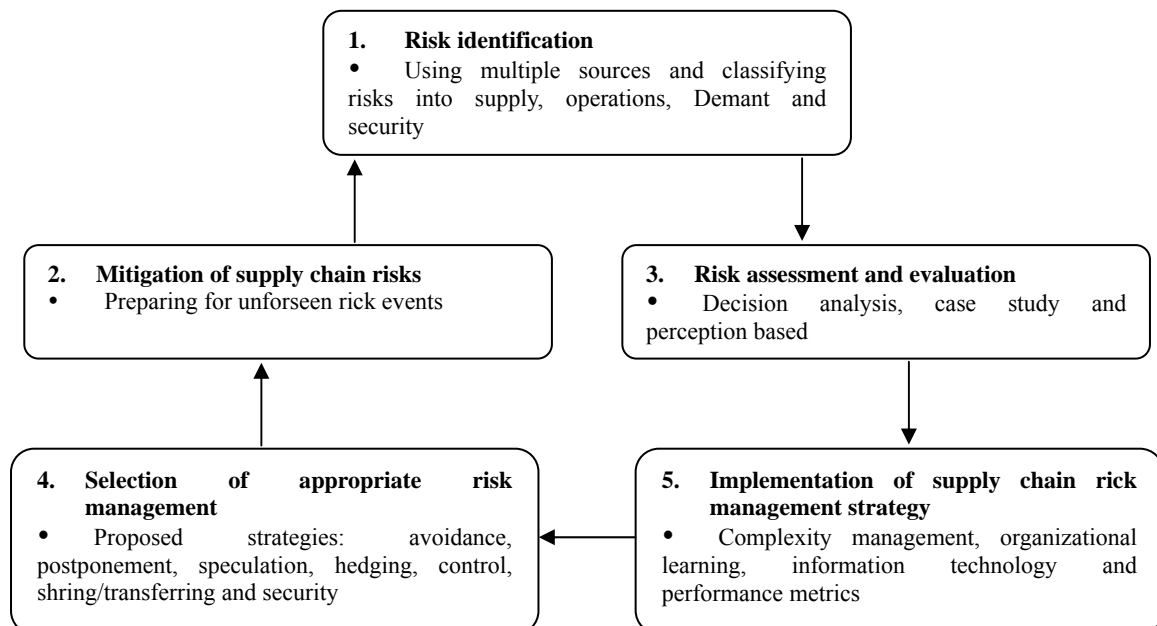 1. Risk identification
• Using multiple sources and classifying
risks into supply, operations, Demant and
security
2. Mitigation of supply chain risks
• Preparing for unforseen rick events
3. Risk assessment and evaluation
• Decision analysis, case study and
perception based
4. Selection of appropriate risk
management
• Proposed strategies: avoidance,
postponement, speculation, hedging, control,
shring/transferring and security
5. Implementation of supply chain rick
management strategy
• Complexity management, organizational
learning, information technology and
performance metrics